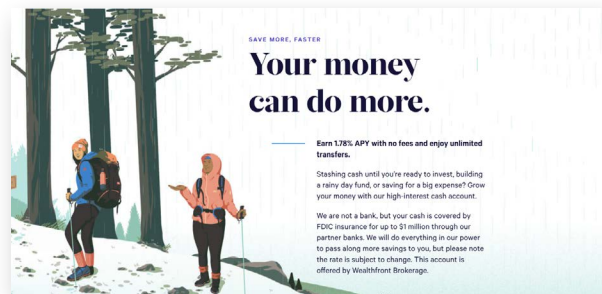 SAVE MORE, FASTER
Your money
can do more.
Earn 1.78% APY with no fees and enjoy unlimited
transfers.
Stashing cash until you're ready to invest, building
a rainy day fund, or saving for a big expense? Grow
your money with our high-interest cash account.
We are not a bank, but your cash is covered by
FDIC insurance for up to $1 million through our
partner banks. We will do everything in our power
to pass along more savings to you, but please note
the rate is subject to change. This account is
offered by Wealthfront Brokerage.